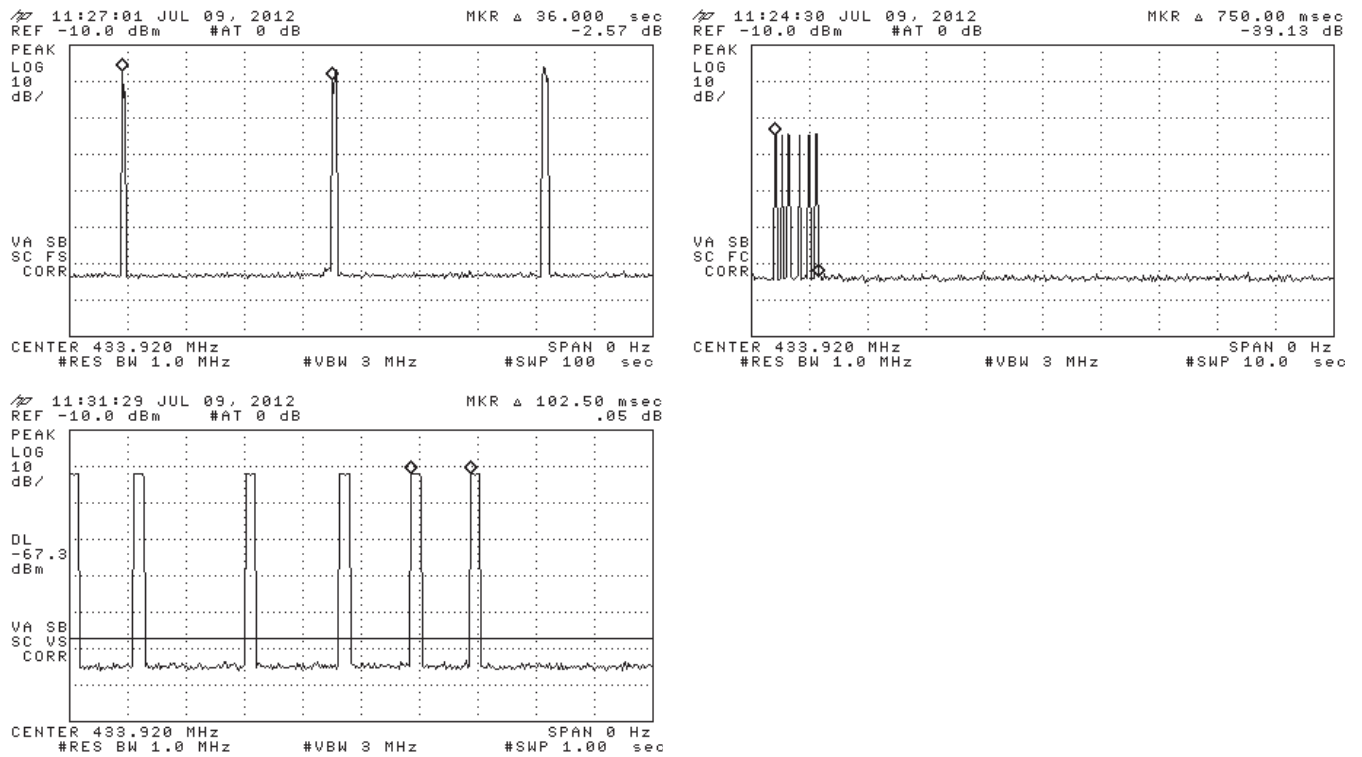 hp 11:27:01 JUL 09, 2012 MKR Δ 36.000 sec
REF -10.0 dBm #AT 0 dB -2.57 dB
PEAK
LOG
10
dB/
VA SB
SC FS
CORR
CENTER 433.920 MHz SPAN 0 Hz
#RES BW 1.0 MHz #VBW 3 MHz #SWP 100 sec
hp 11:24:30 JUL 09, 2012 MKR Δ 750.00 msec
REF -10.0 dBm #AT 0 dB -39.13 dB
PEAK
LOG
10
dB/
VA SB
SC FC
CORR
CENTER 433.920 MHz SPAN 0 Hz
#RES BW 1.0 MHz #VBW 3 MHz #SWP 10.0 sec
hp 11:31:29 JUL 09, 2012 MKR Δ 102.50 msec
REF -10.0 dBm #AT 0 dB .05 dB
PEAK
LOG
10
dB/
DL
-67.3
dBm
VA SB
SC VS
CORR
CENTER 433.920 MHz SPAN 0 Hz
#RES BW 1.0 MHz #VBW 3 MHz #SWP 1.00 sec